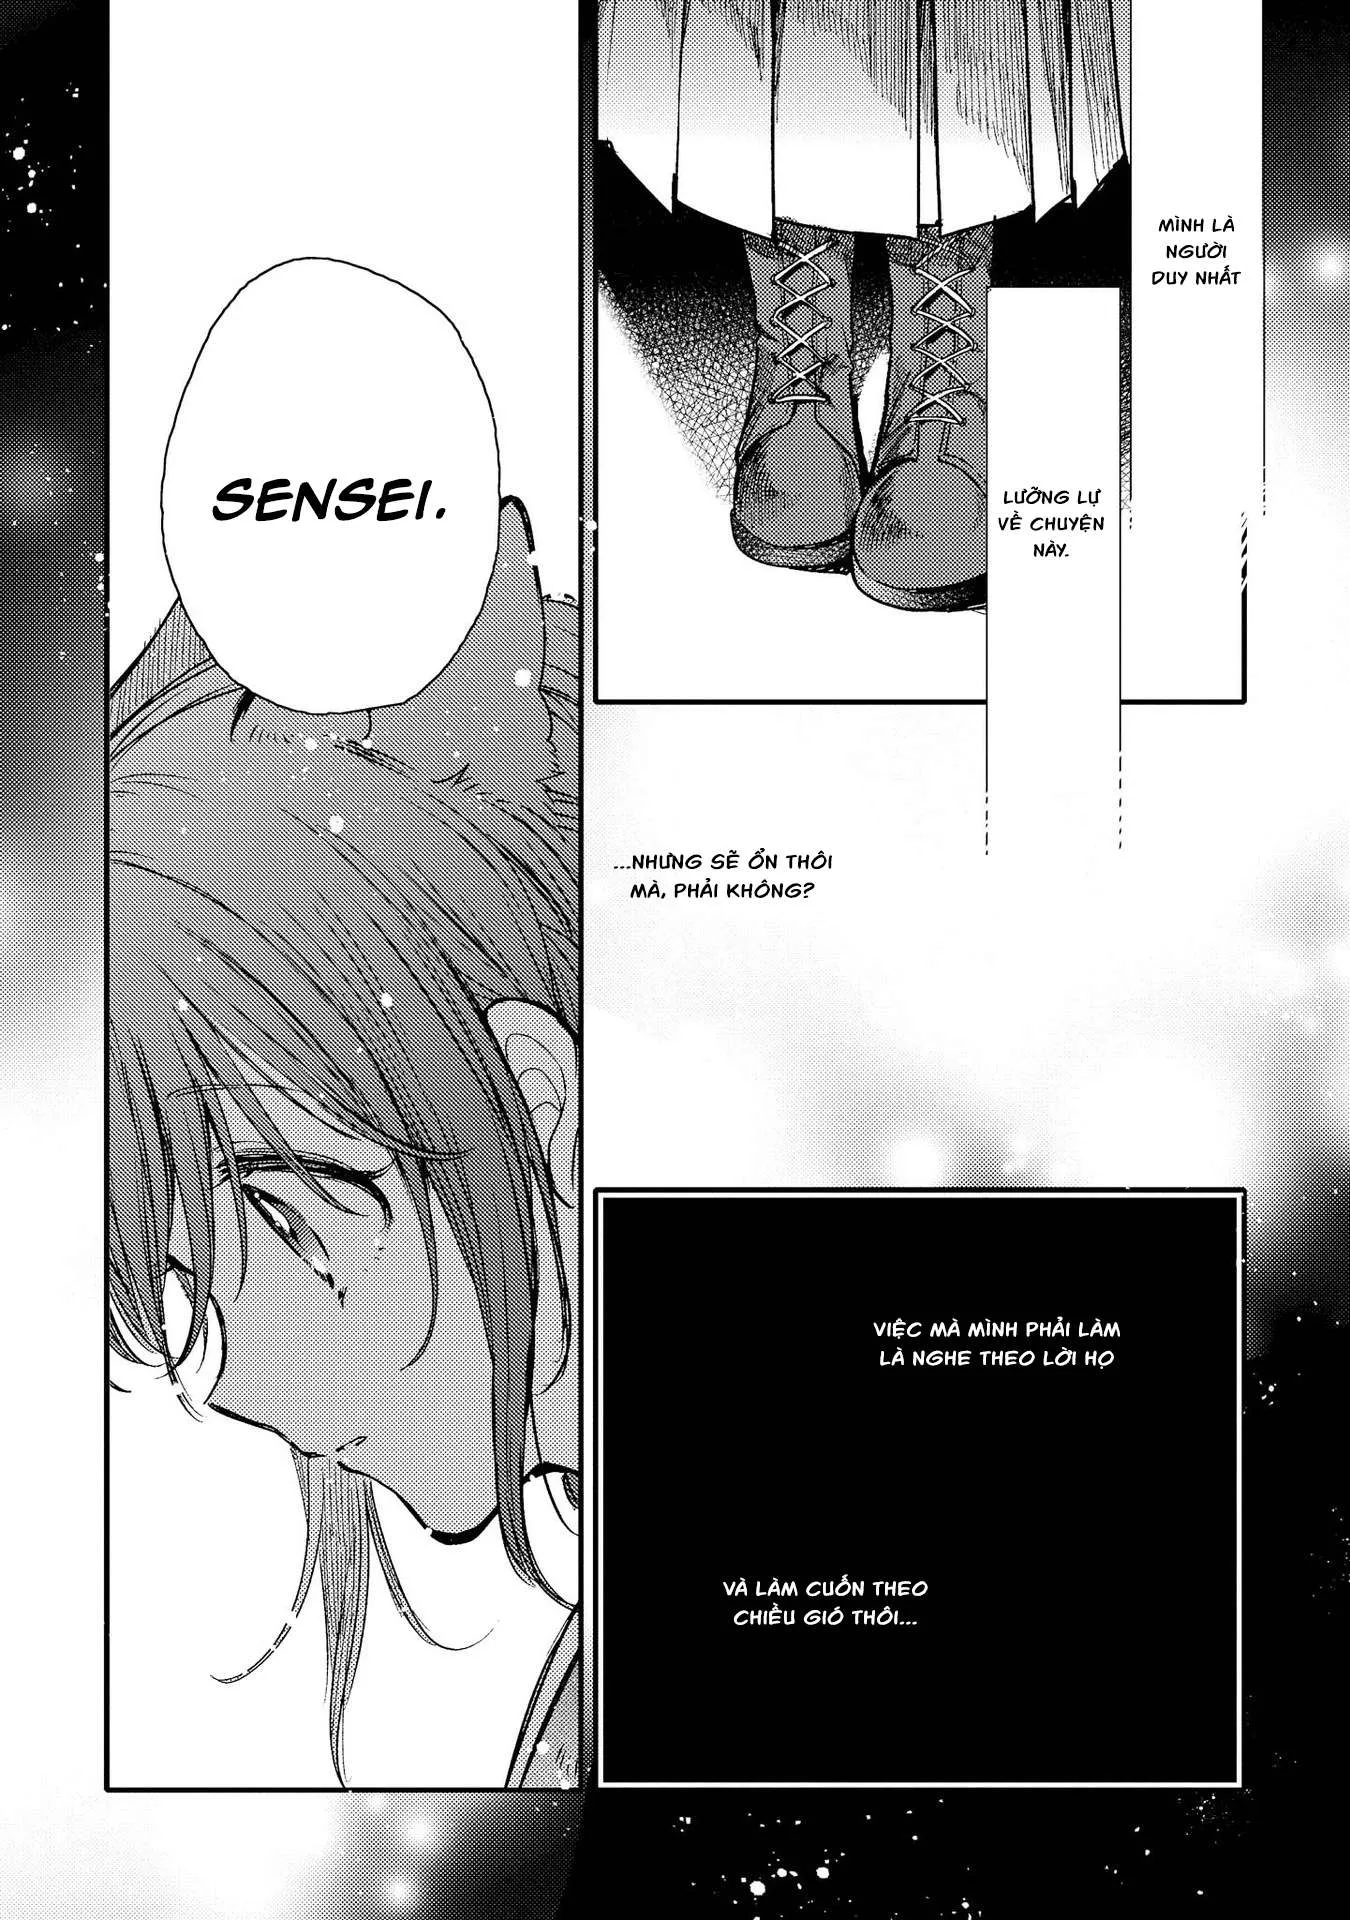 MÌNH LÀ
NGƯỜI
DUY NHẤT
LƯỠNG LỰ
VỀ CHUYỆN
NÀY.
...NHƯNG SẼ ỔN THÔI
MÀ, PHẢI KHÔNG?
VIỆC MÀ MÌNH PHẢI LÀM
LÀ NGHE THEO LỜI HỌ
VÀ LÀM CUỐN THEO
CHIỀU GIÓ THÔI...
SENSEI.